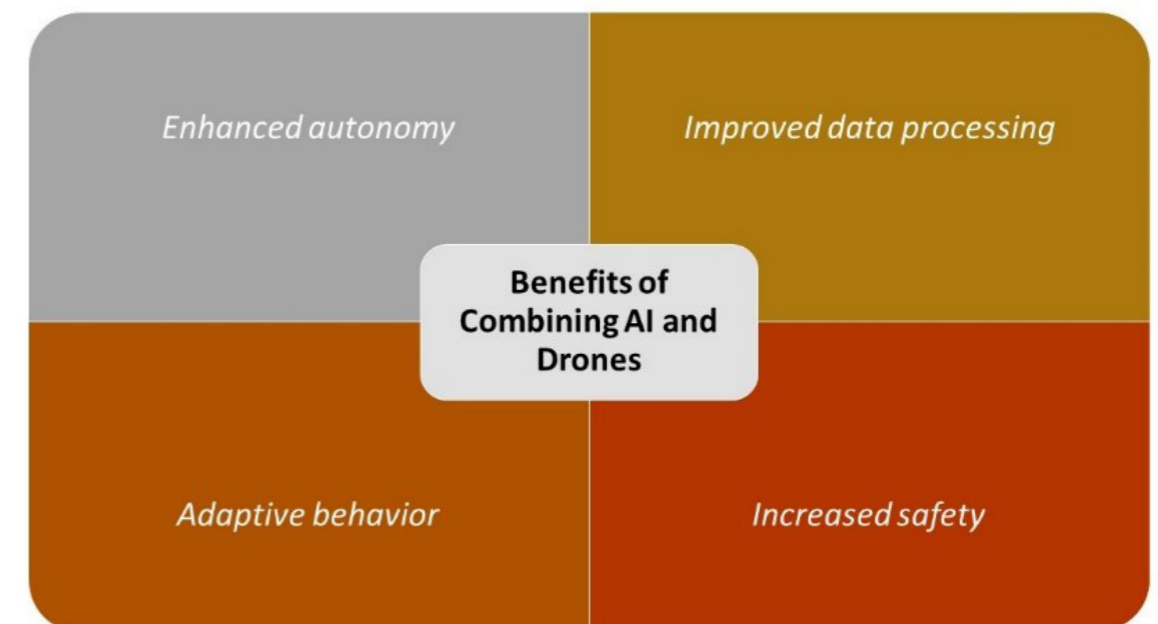 Enhanced autonomy
Improved data processing
Benefits of
Combining AI and
Drones
Adaptive behavior
Increased safety